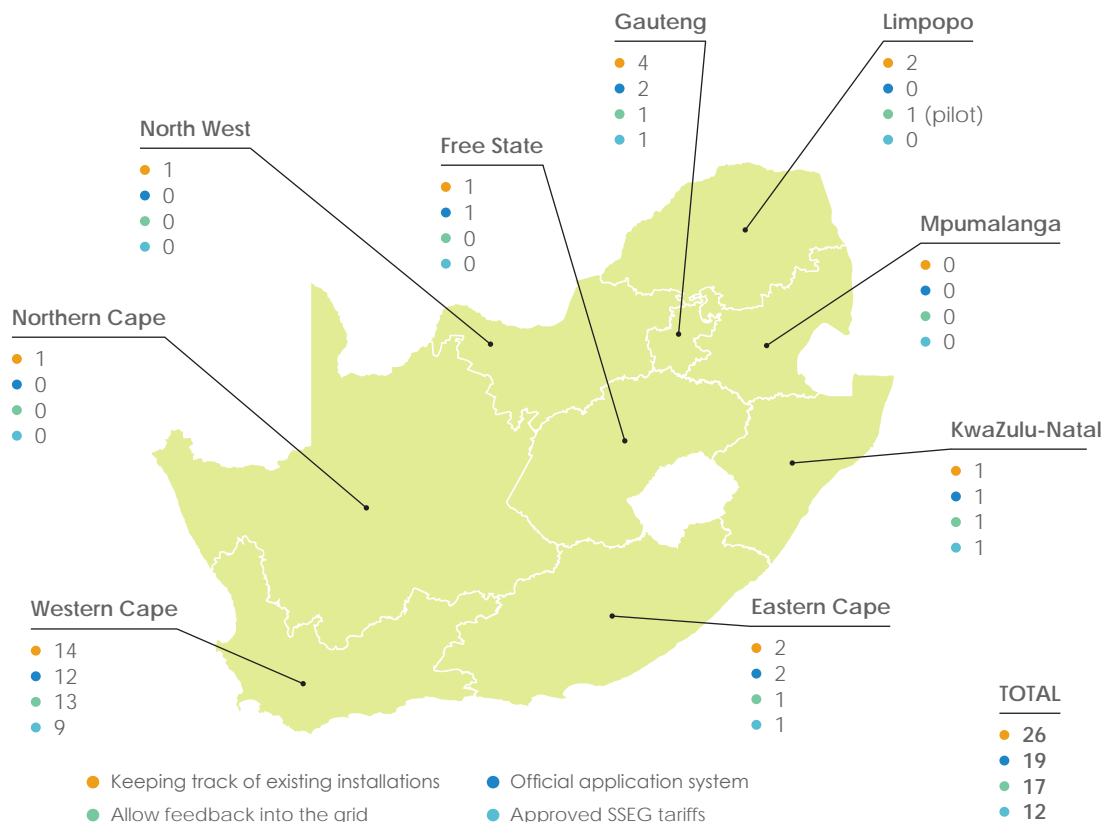 Gauteng
4
2
1
1
Limpopo
2
0
1 (pilot)
0
North West
1
0
0
0
Free State
1
1
0
0
Mpumalanga
0
0
0
0
Northern Cape
1
0
0
0
KwaZulu-Natal
1
1
1
1
Western Cape
14
12
13
9
Eastern Cape
2
2
1
1
TOTAL
26
19
17
12
Keeping track of existing installations
Official application system
Allow feedback into the grid
Approved SSEG tariffs